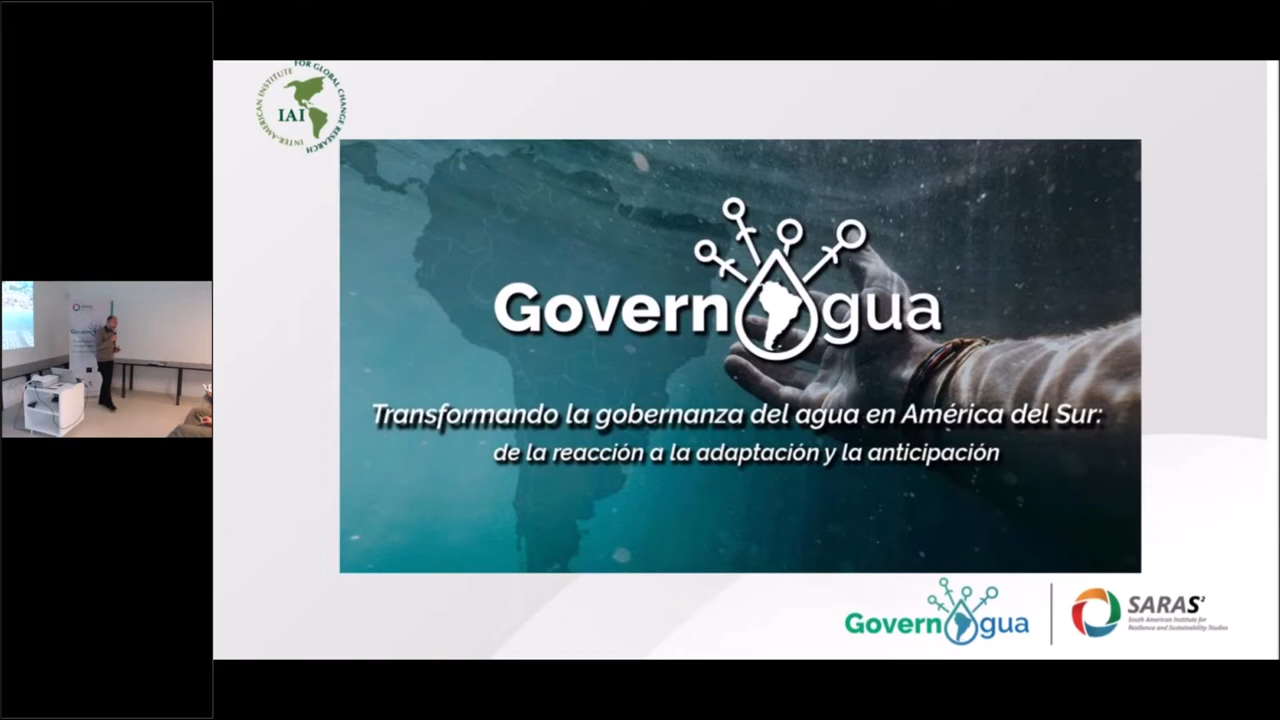 INTER-AMERICAN INSTITUTE FOR GLOBAL CHANGE RESEARCH
IAI
Governagua
Transformando la gobernanza del agua en América del Sur:
de la reacción a la adaptación y la anticipación
Governagua
SARAS²
South American Institute for
Resilience and Sustainability Studies